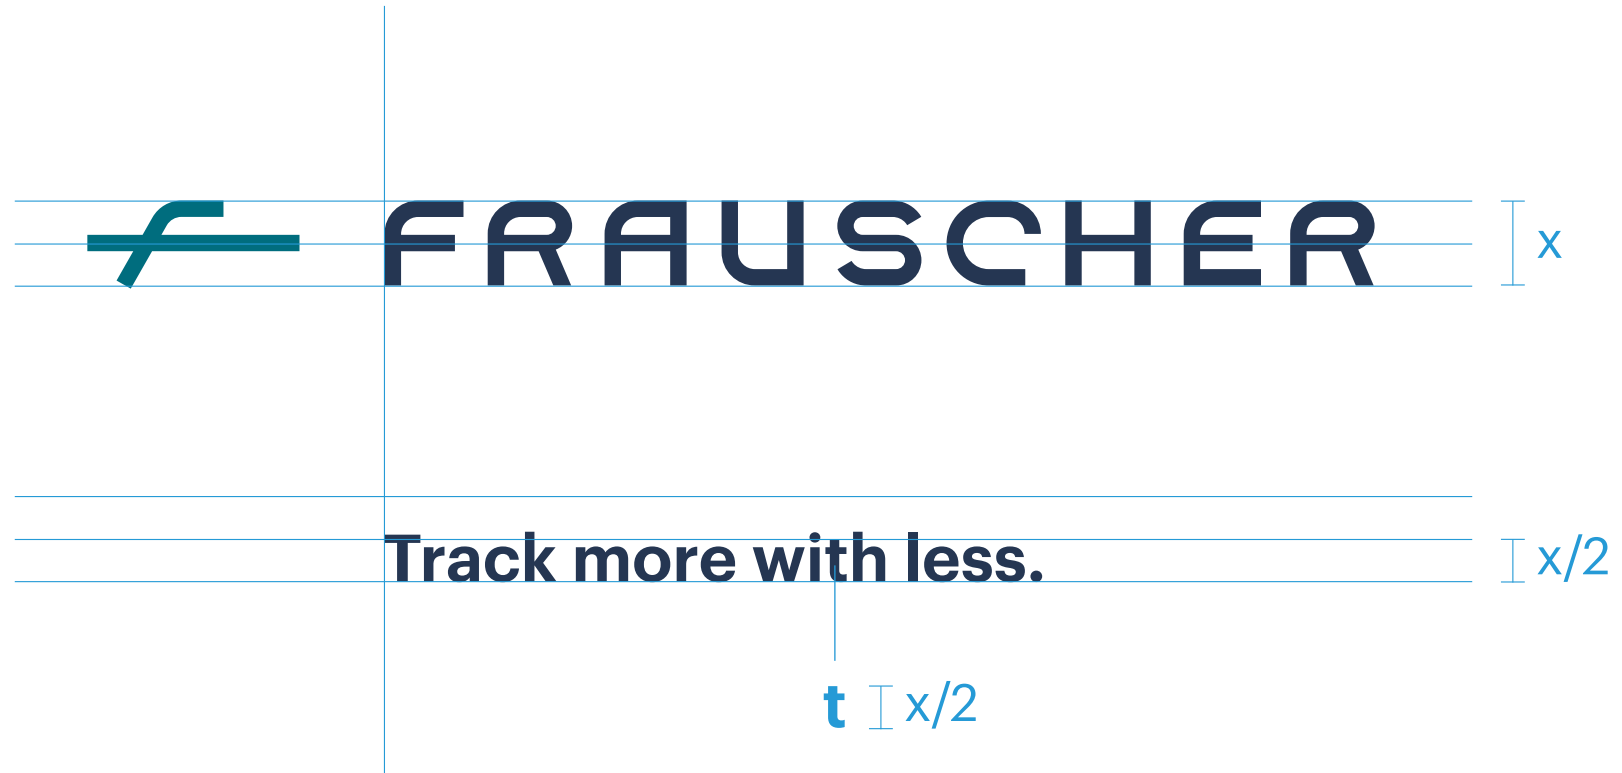 FRAUSCHER
x
Track more with less.
x/2
t x/2